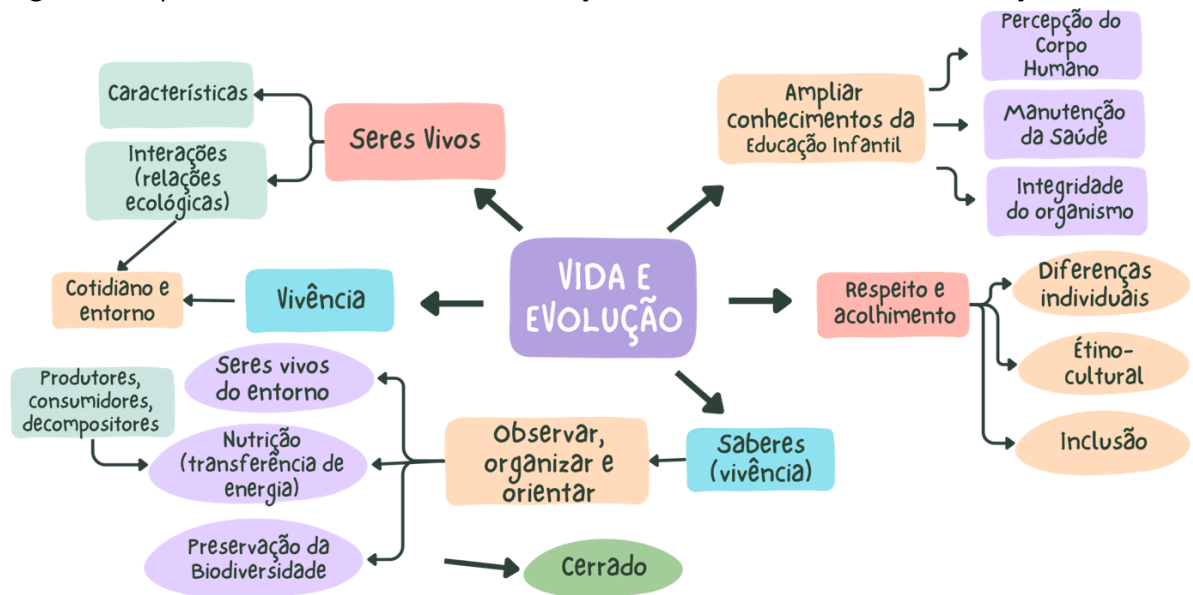 Percepção do
Corpo
Humano
Ampliar
conhecimentos da
Educação Infantil
Manutenção
da Saúde
Integridade
do organismo
Características
Seres Vivos
Interações
(relações
ecológicas)
VIDA E
EVOLUÇÃO
Cotidiano e
entorno
Vivência
Respeito e
acolhimento
Diferenças
individuais
Étino-
cultural
Inclusão
Seres vivos
do entorno
Produtores,
consumidores,
decompositores
Nutrição
(transferência de
energia)
Observar,
organizar e
orientar
Saberes
(vivência)
Preservação da
Biodiversidade
Cerrado